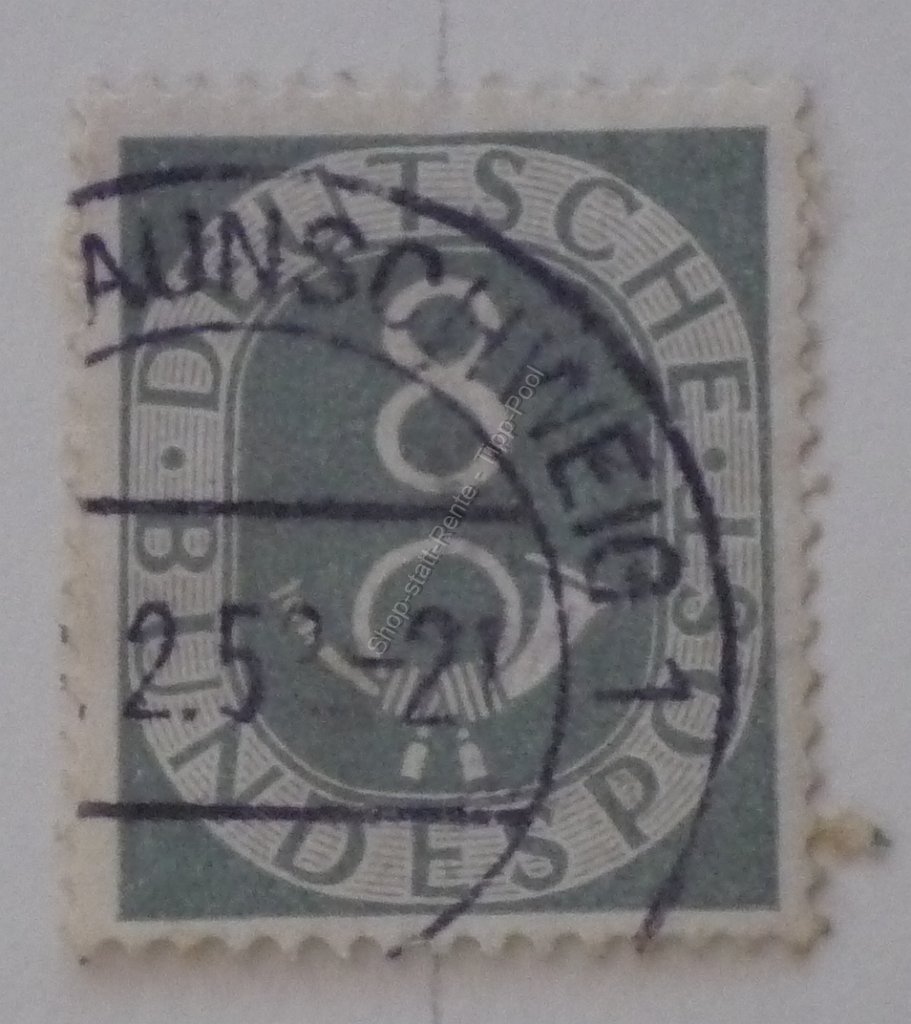 DEUTSCHE · BUNDESPOST ·
AUNSCHWEIG 1
8
2.5
-21
Shop-statt-Rente - Tipp-Pool